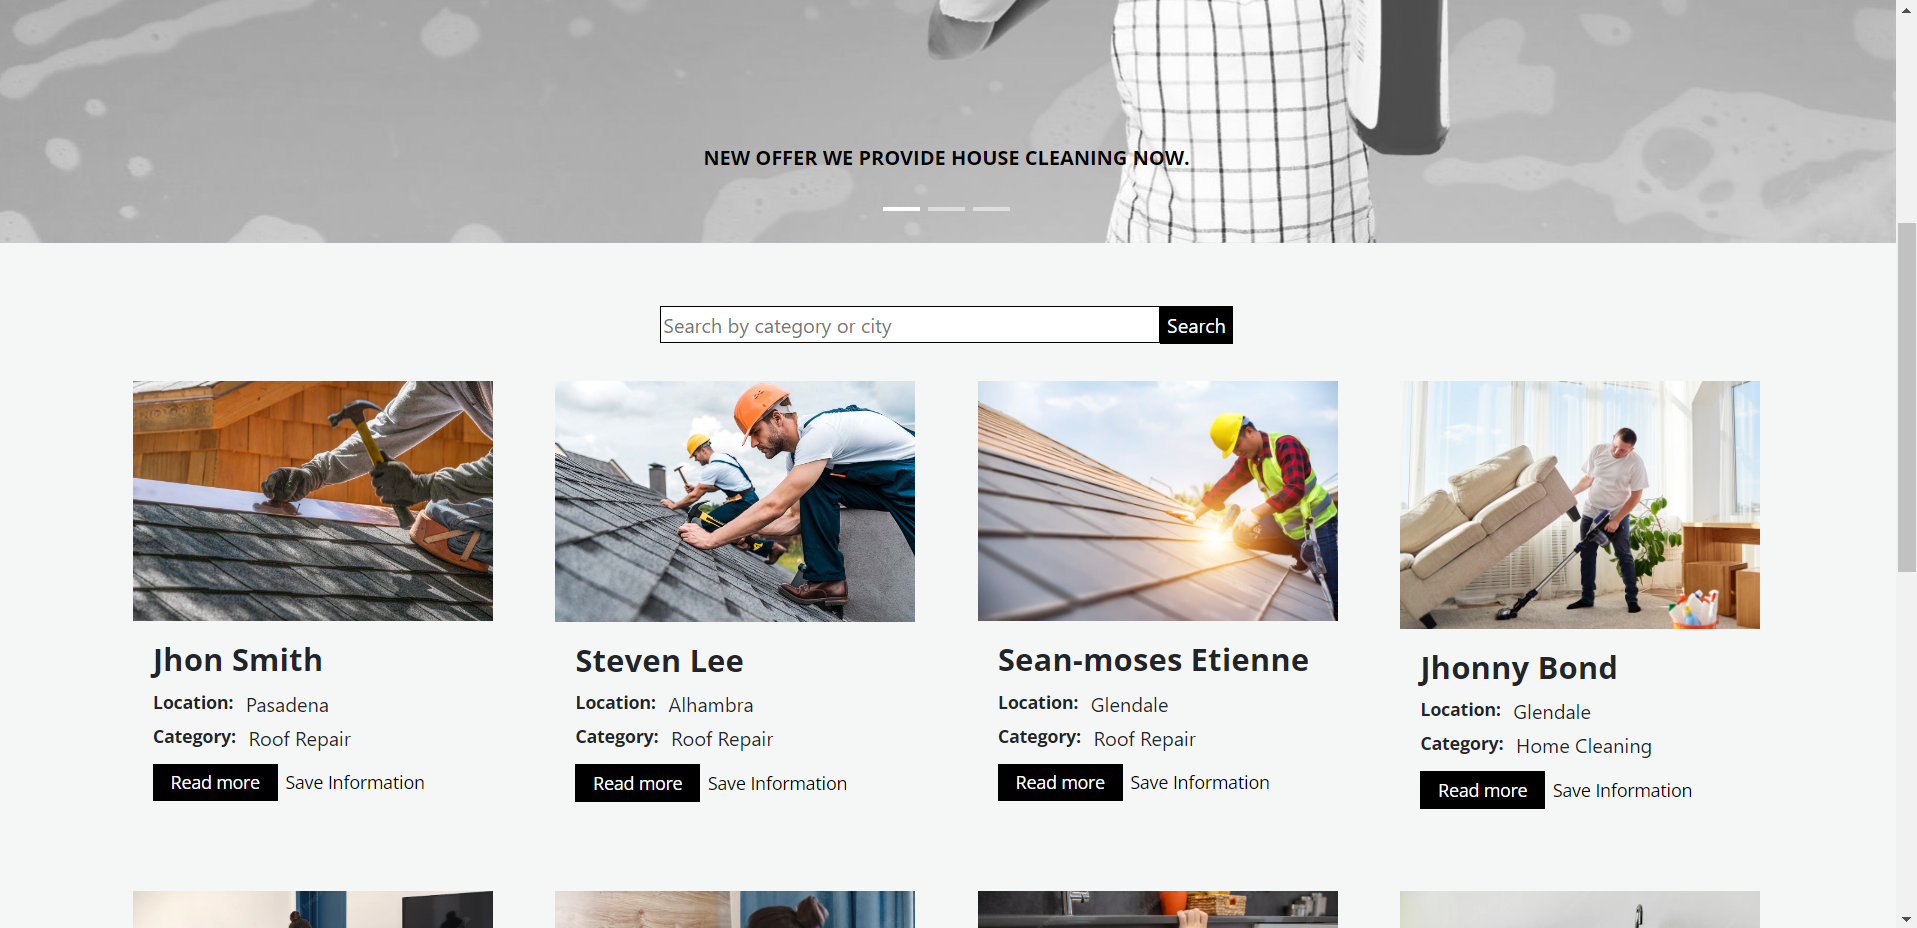 NEW OFFER WE PROVIDE HOUSE CLEANING NOW.
Search by category or city
Search
Jhon Smith
Location: Pasadena
Category: Roof Repair
Read more Save Information
Steven Lee
Location: Alhambra
Category: Roof Repair
Read more Save Information
Sean-moses Etienne
Location: Glendale
Category: Roof Repair
Read more Save Information
Jhonny Bond
Location: Glendale
Category: Home Cleaning
Read more Save Information